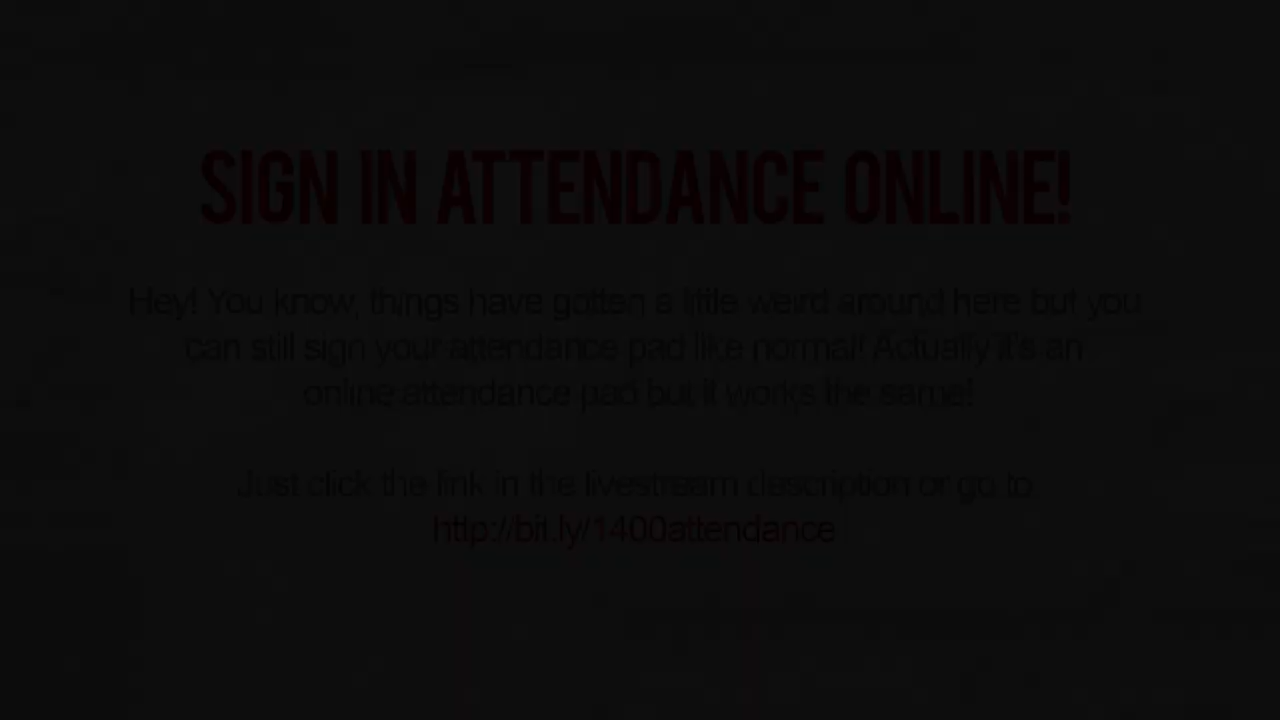 SIGN IN ATTENDANCE ONLINE!
Hey! You know, things have gotten a little weird around here but you
can still sign your attendance pad like normal! Actually it's an
online attendance pad but it works the same!
Just click the link in the livestream description or go to
http://bit.ly/1400attendance